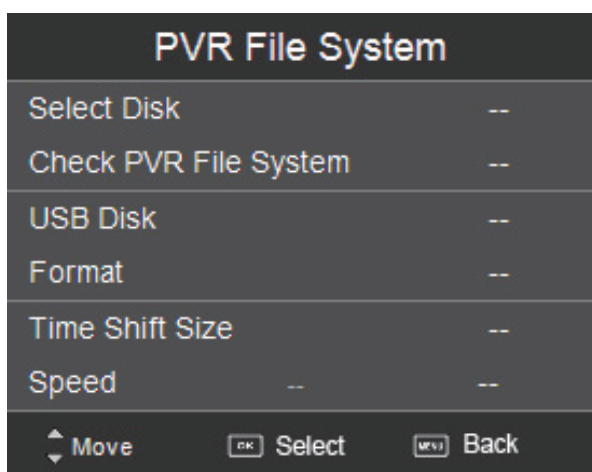 PVR File System
Select Disk --
Check PVR File System --
USB Disk --
Format --
Time Shift Size --
Speed -- --
Move OK Select MENU Back